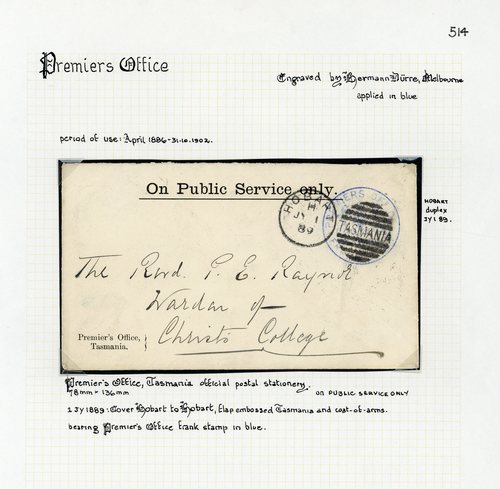 514
Premiers Office
Engraved by Hermann Dürre, Melbourne
applied in blue
period of use: April 1886-31.10.1902.
On Public Service only.
HOBART
H
JY 1
89
TASMANIA
HOBART
duplex
JY 1 89.
The Revd. P. E. Raynor
Warden of
Christs College
Premier's Office,
Tasmania.
Premier's Office, Tasmania official postal stationery.
78mm × 136mm
ON PUBLIC SERVICE ONLY
1 JY 1889: Cover Hobart to Hobart, flap embossed Tasmania and coat-of-arms.
bearing Premier's Office frank stamp in blue.